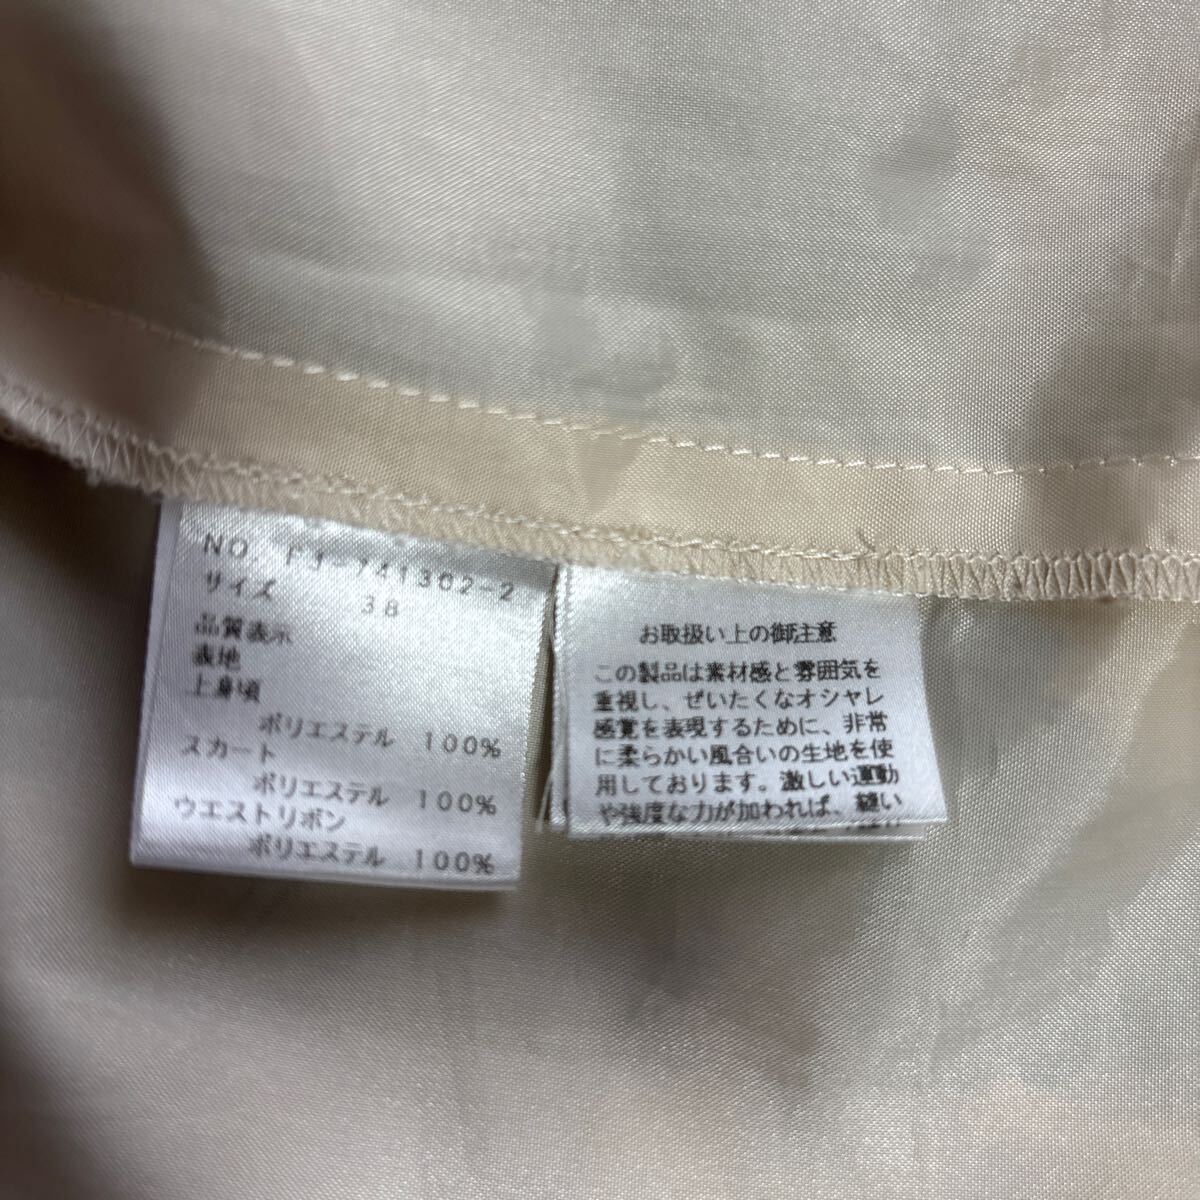 NO. F1-741302-2
サイズ 38
品質表示
表地
上身頃
ポリエステル 100%
スカート
ポリエステル 100%
ウエストリボン
ポリエステル 100%
お取扱い上の御注意
この製品は素材感と雰囲気を
重視し、ぜいたくなオシャレ
感覚を表現するために、非常
に柔らかい風合いの生地を使
用しております。激しい運動
や強度な力が加われば、縫い